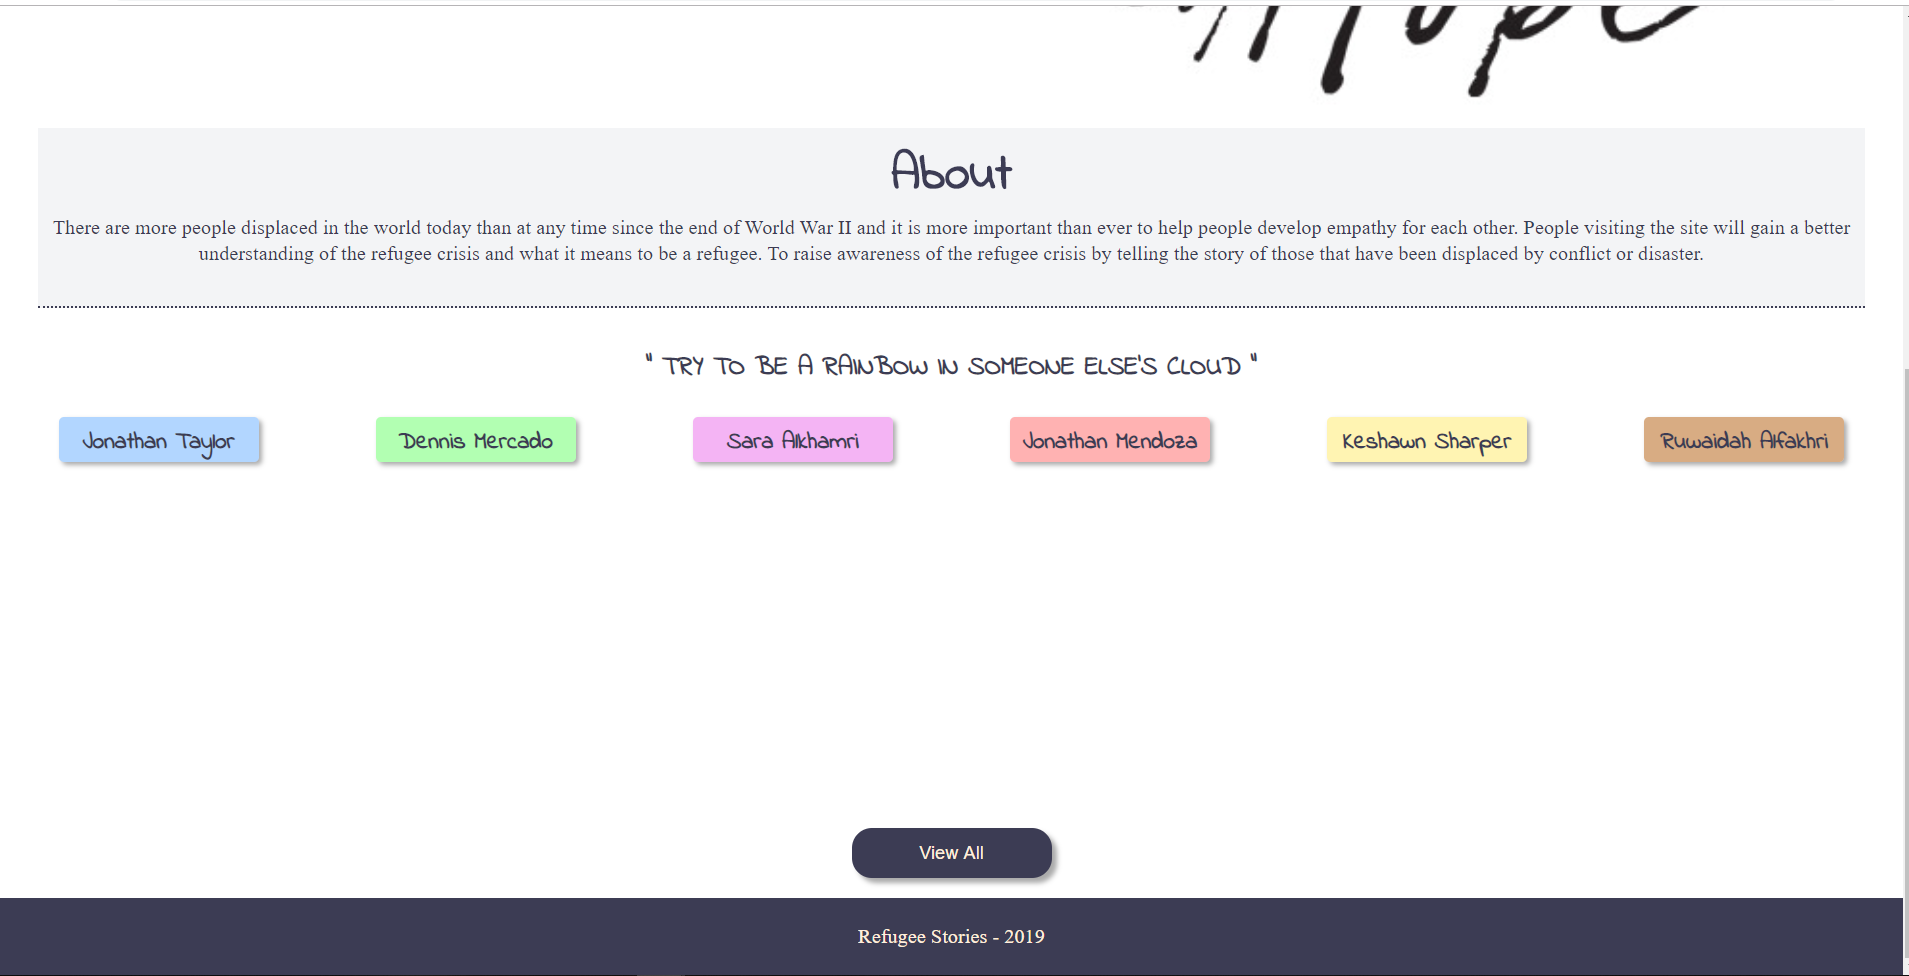 Hope
About
There are more people displaced in the world today than at any time since the end of World War II and it is more important than ever to help people develop empathy for each other. People visiting the site will gain a better
understanding of the refugee crisis and what it means to be a refugee. To raise awareness of the refugee crisis by telling the story of those that have been displaced by conflict or disaster.
" TRY TO BE A RAINBOW IN SOMEONE ELSE'S CLOUD "
Jonathan Taylor
Dennis Mercado
Sara Alkhamri
Jonathan Mendoza
Keshawn Sharper
Ruwaidah Alfakhri
View All
Refugee Stories - 2019